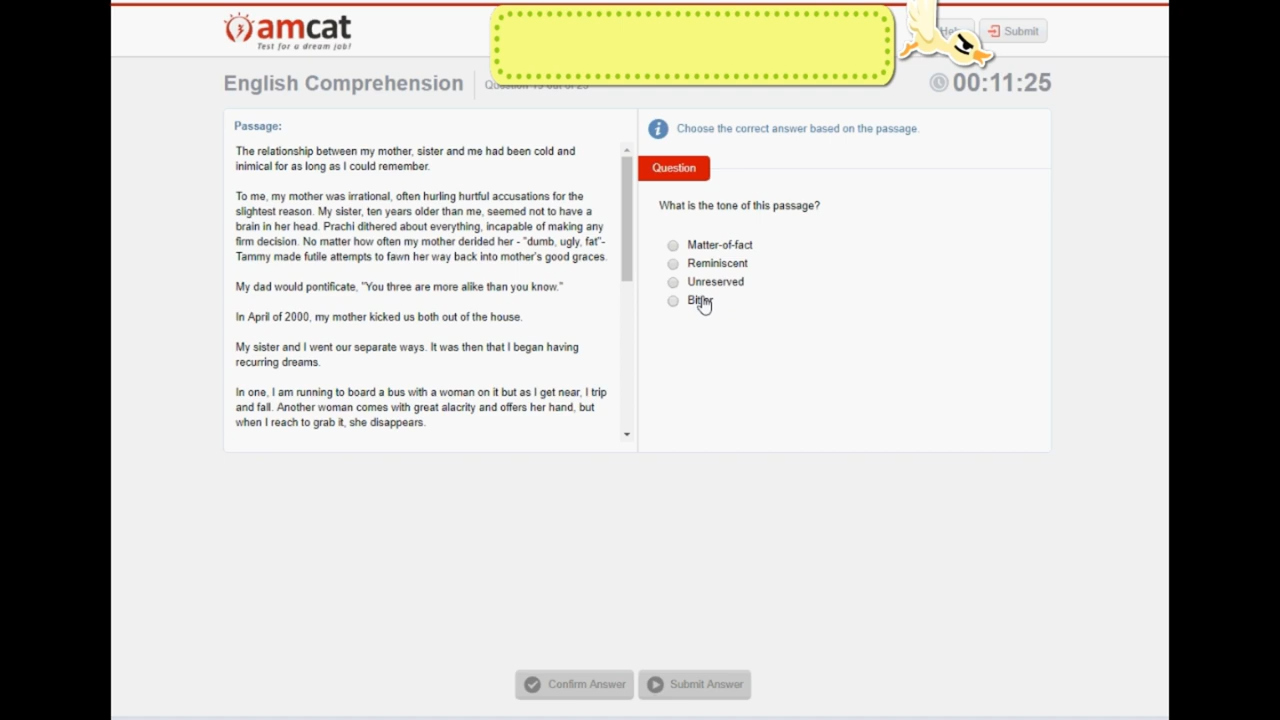 amcat
Test for a dream job!
Submit
English Comprehension
00:11:25
Passage:
The relationship between my mother, sister and me had been cold and
inimical for as long as I could remember.
To me, my mother was irrational, often hurling hurtful accusations for the
slightest reason. My sister, ten years older than me, seemed not to have a
brain in her head. Prachi dithered about everything, incapable of making any
firm decision. No matter how often my mother derided her - "dumb, ugly, fat"-
Tammy made futile attempts to fawn her way back into mother's good graces.
My dad would pontificate, "You three are more alike than you know."
In April of 2000, my mother kicked us both out of the house.
My sister and I went our separate ways. It was then that I began having
recurring dreams.
In one, I am running to board a bus with a woman on it but as I get near, I trip
and fall. Another woman comes with great alacrity and offers her hand, but
when I reach to grab it, she disappears.
Choose the correct answer based on the passage.
Question
What is the tone of this passage?
Matter-of-fact
Reminiscent
Unreserved
Bitter
Confirm Answer
Submit Answer